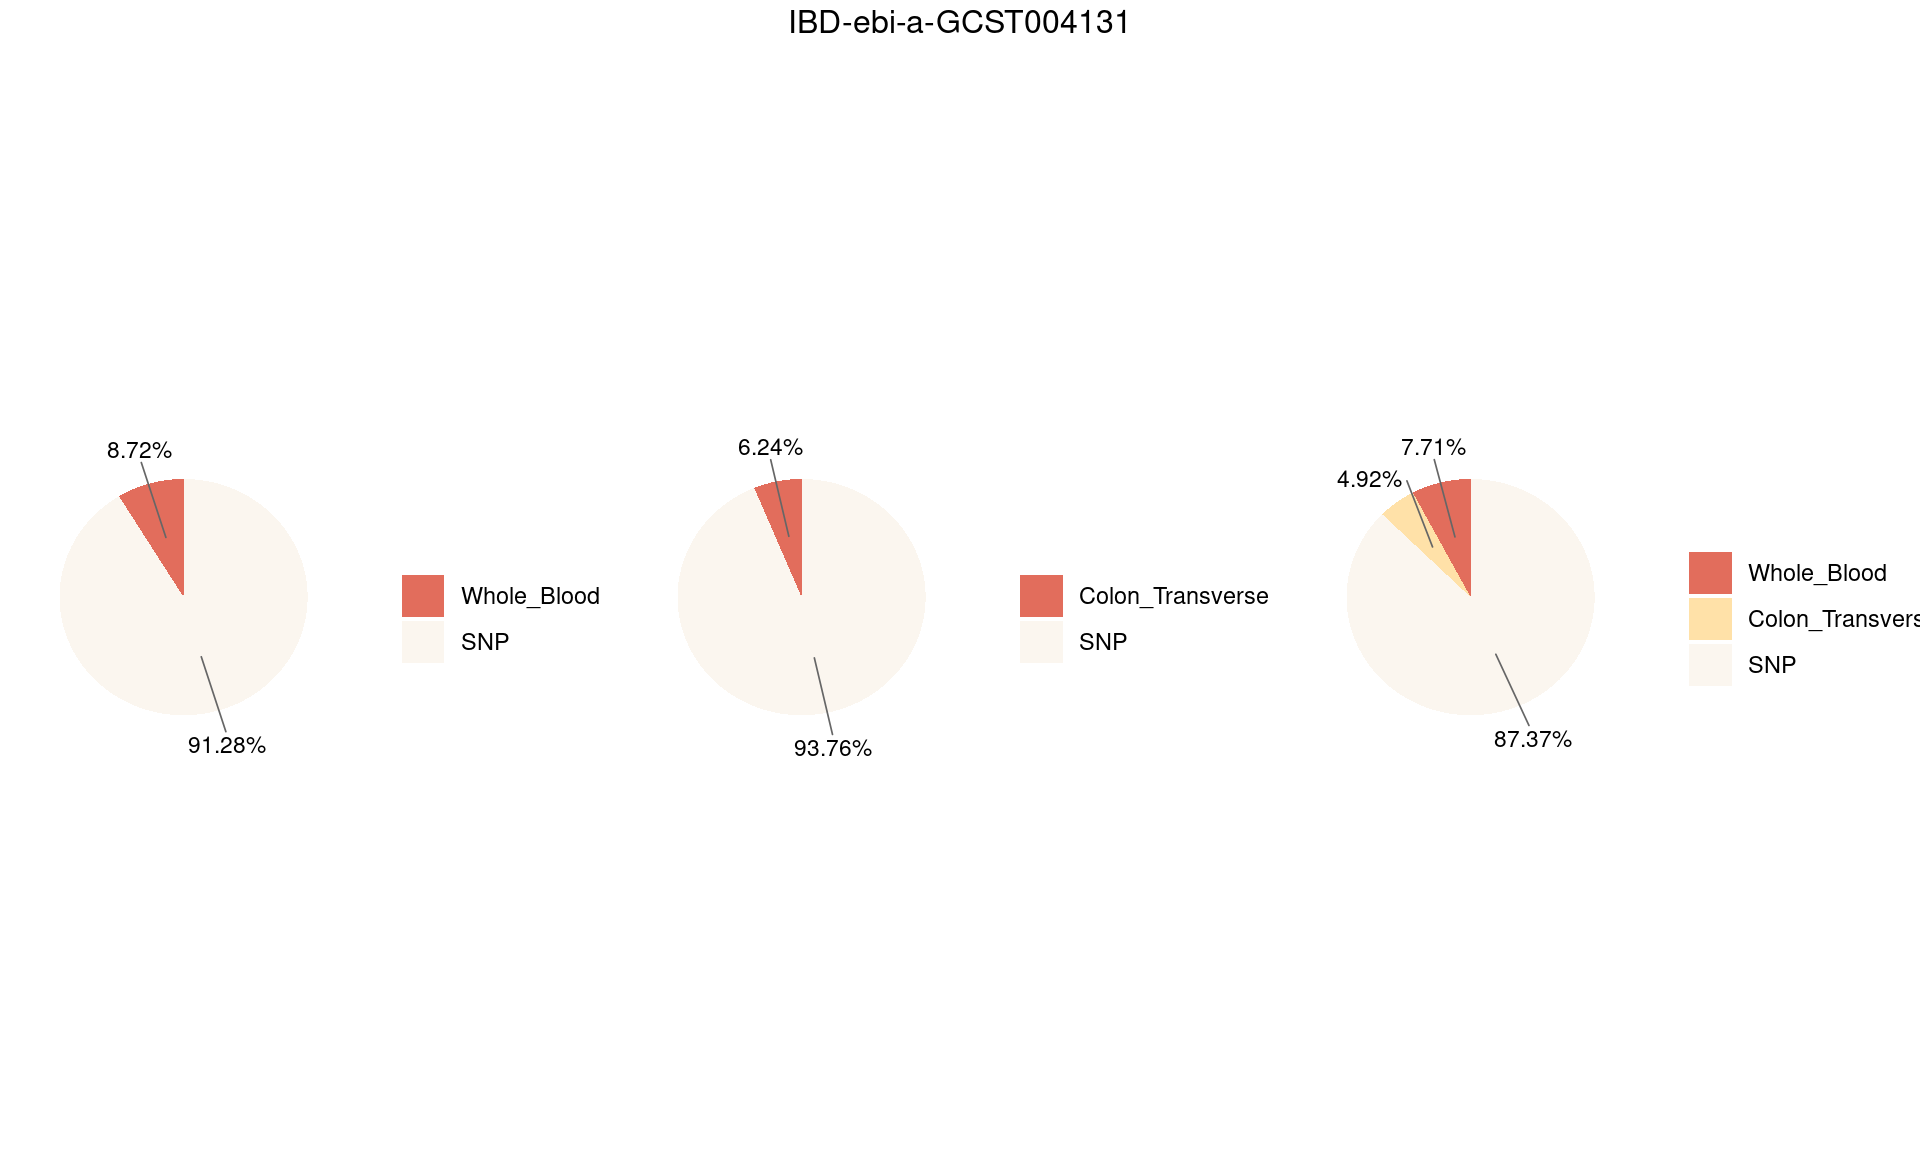 IBD-ebi-a-GCST004131
8.72%
91.28%
Whole_Blood
SNP
6.24%
93.76%
Colon_Transverse
SNP
7.71%
4.92%
87.37%
Whole_Blood
Colon_Transvers
SNP